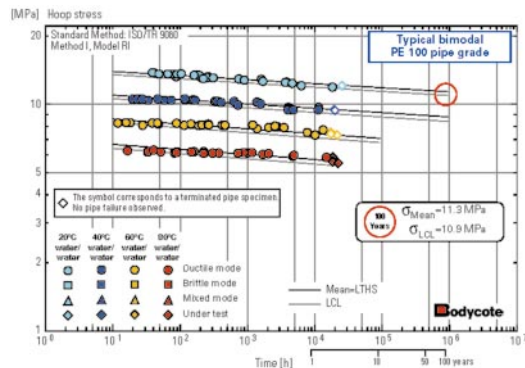 [MPa] Hoop stress
Standard Method: ISO/TR 9080
Method I, Model RI
Typical bimodal
PE 100 pipe grade
20
10
5
4
3
2
1
The symbol corresponds to a terminated pipe specimen.
No pipe failure observed.
20°C 40°C 60°C 80°C
water/ water/ water/ water/
water water water water
Ductile mode
Brittle mode
Mixed mode
Under test
Mean=LTHS
LCL
100
Years
σMean=11.3 MPa
σLCL=10.9 MPa
Bodycote
10⁰ 10¹ 10² 10³ 10⁴ 10⁵ 10⁶ 10⁷
Time [h]
1 10 50 100 years